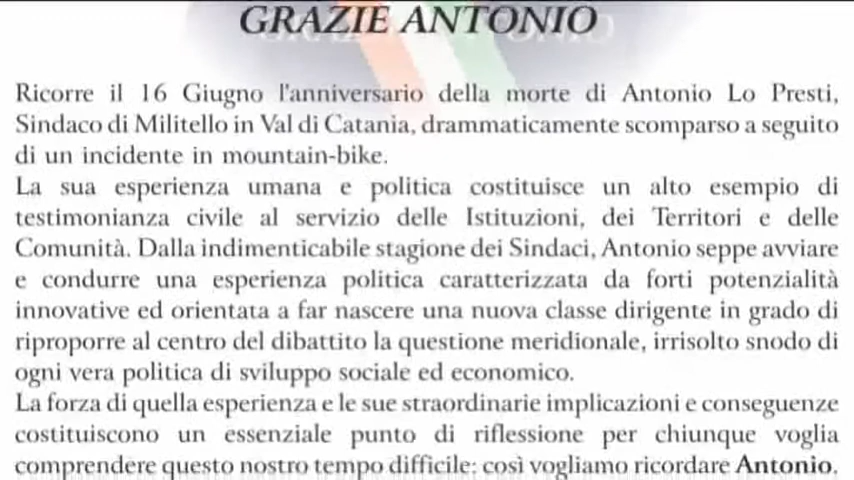 GRAZIE ANTONIO
Ricorre il 16 Giugno l'anniversario della morte di Antonio Lo Presti,
Sindaco di Militello in Val di Catania, drammaticamente scomparso a seguito
di un incidente in mountain-bike.
La sua esperienza umana e politica costituisce un alto esempio di
testimonianza civile al servizio delle Istituzioni, dei Territori e delle
Comunità. Dalla indimenticabile stagione dei Sindaci, Antonio seppe avviare
e condurre una esperienza politica caratterizzata da forti potenzialità
innovative ed orientata a far nascere una nuova classe dirigente in grado di
riproporre al centro del dibattito la questione meridionale, irrisolto snodo di
ogni vera politica di sviluppo sociale ed economico.
La forza di quella esperienza e le sue straordinarie implicazioni e conseguenze
costituiscono un essenziale punto di riflessione per chiunque voglia
comprendere questo nostro tempo difficile: così vogliamo ricordare Antonio.